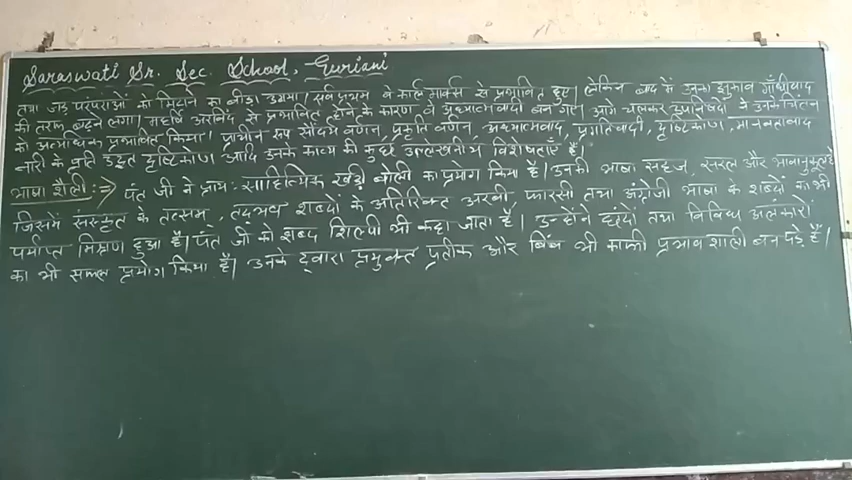 Saraswati Sr. Sec. School, Guriani
तथा जड़ परंपराओं को मिटाने का बीड़ा उठाया। सर्वप्रथम वे कार्ल मार्क्स से प्रभावित हुए। लेकिन बाद में उनका झुकाव गाँधीवाद
की तरफ बढ़ने लगा। महर्षि अरविंद से प्रभावित होने के कारण वे अध्यात्मवादी बन गए। आगे चलकर उपनिषदों ने उनके चिंतन
को अत्यधिक प्रभावित किया। प्राचीन रूप सौंदर्य वर्णन, प्रकृति वर्णन, अध्यात्मवाद, प्रगतिवादी, दृष्टिकोण, मानवतावाद
नारी के प्रति उदात्त दृष्टिकोण आदि उनके काव्य की कुछ उल्लेखनीय विशेषताएँ हैं।
भाषा शैली :=> पंत जी ने प्राय: साहित्यिक खड़ी बोली का प्रयोग किया है। उनकी भाषा सहज, सरल और भावानुकूल है
जिसमें संस्कृत के तत्सम, तद्भव शब्दों के अतिरिक्त अरबी, फारसी तथा अंग्रेजी भाषा के शब्दों का भी
पर्याप्त मिश्रण हुआ है। पंत जी को शब्द शिल्पी भी कहा जाता है। उन्होंने छंदों तथा विविध अलंकारों
का भी सफल प्रयोग किया है। उनके द्वारा प्रयुक्त प्रतीक और बिंब भी काफी प्रभावशाली बन पड़े हैं।